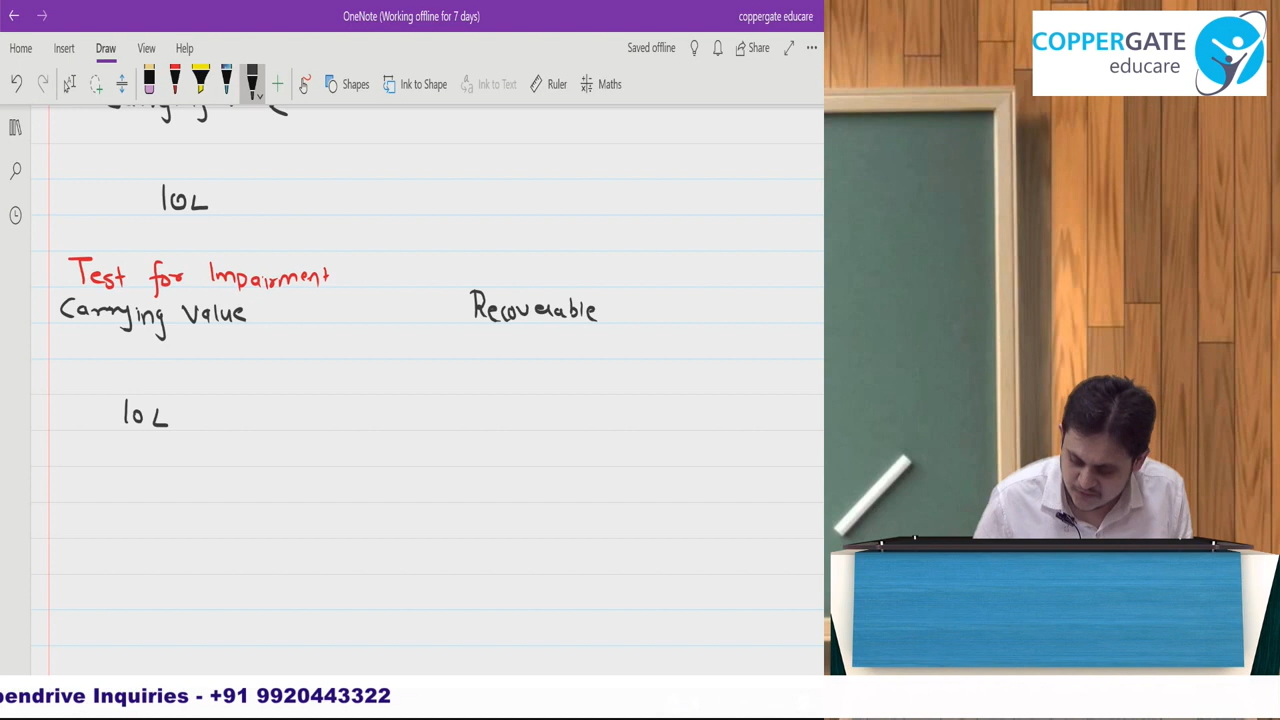 OneNote (Working offline for 7 days)
coppergate educare
Home Insert Draw View Help
Saved offline Share
Shapes Ink to Shape Ink to Text Ruler Maths
COPPERGATE
educare
10L
Test for Impairment
Carrying Value Recoverable
10L
pendrive Inquiries - +91 9920443322